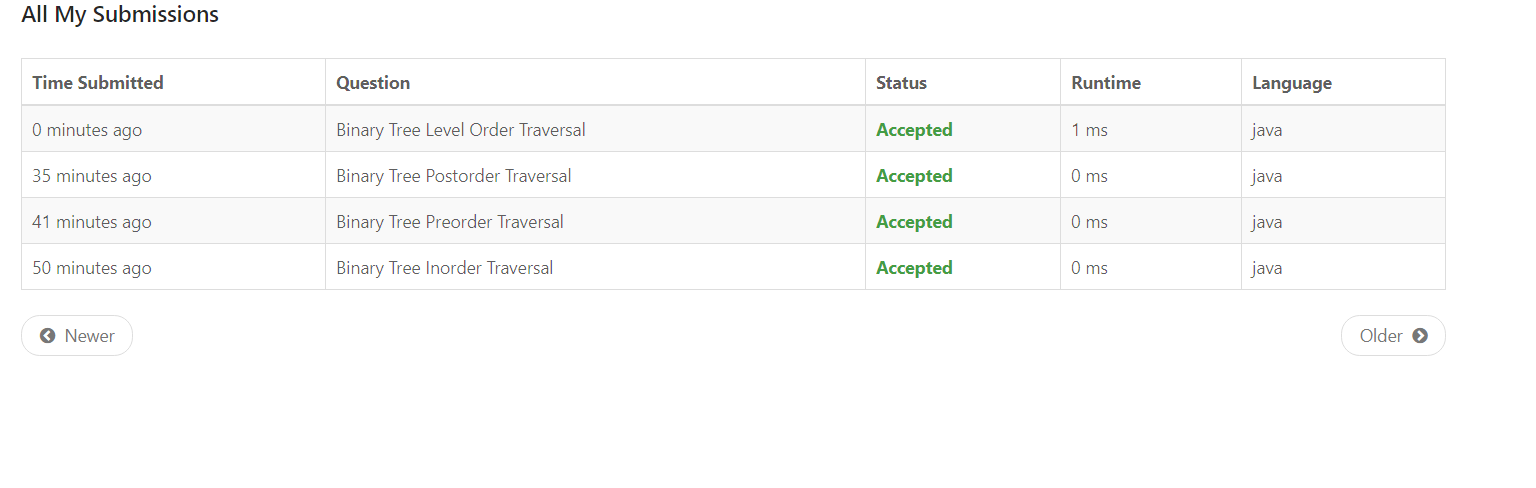 All My Submissions
Time Submitted Question Status Runtime Language
0 minutes ago Binary Tree Level Order Traversal Accepted 1 ms java
35 minutes ago Binary Tree Postorder Traversal Accepted 0 ms java
41 minutes ago Binary Tree Preorder Traversal Accepted 0 ms java
50 minutes ago Binary Tree Inorder Traversal Accepted 0 ms java
Newer Older